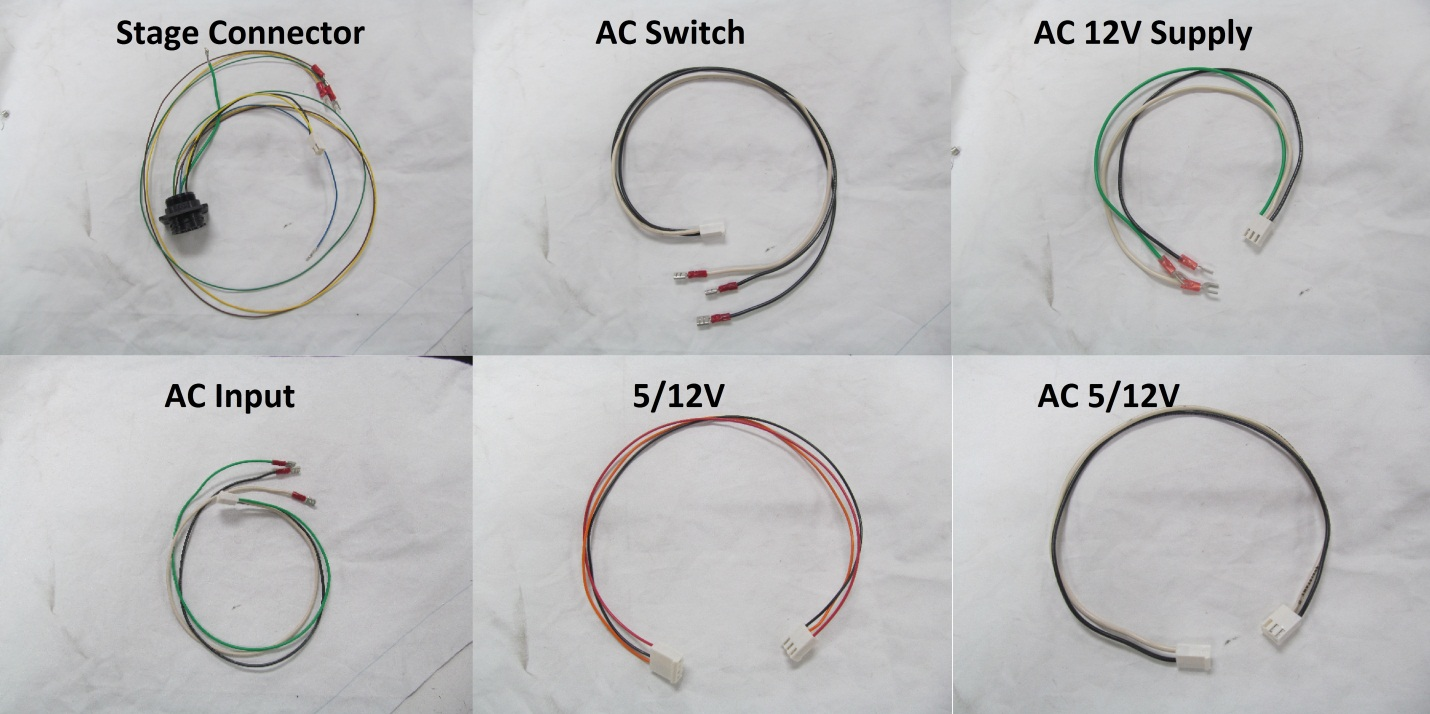 Stage Connector
AC Switch
AC 12V Supply
AC Input
5/12V
AC 5/12V